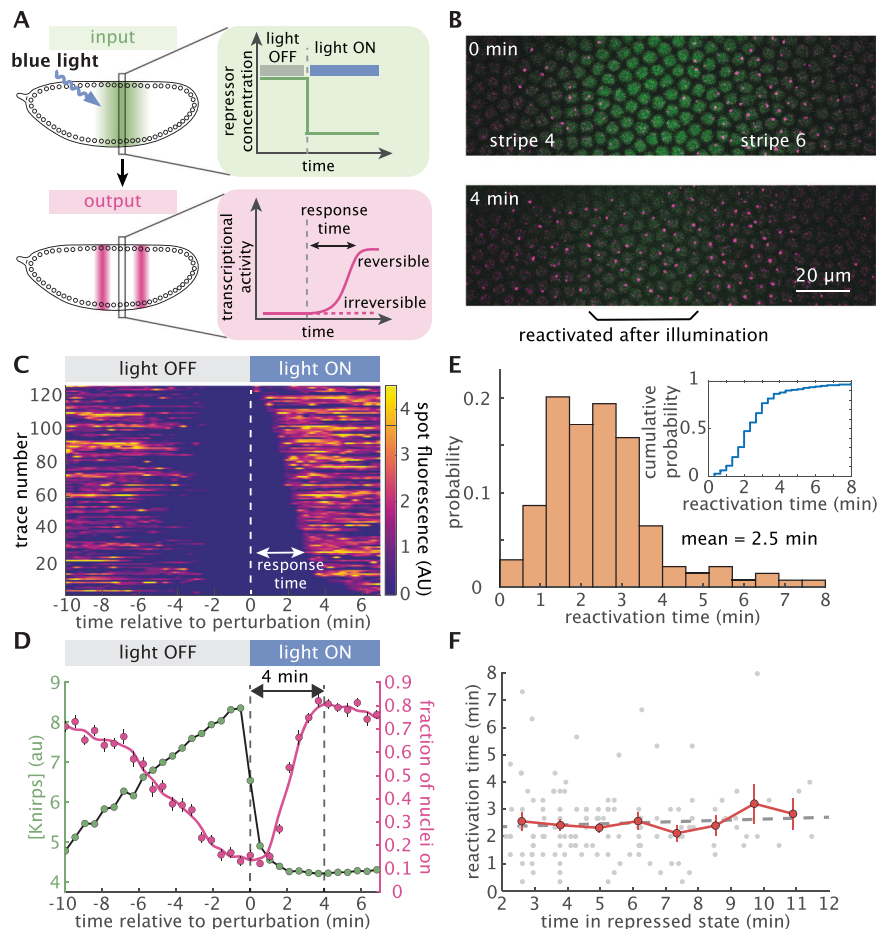 A
input
blue light
output
light
OFF
light ON
repressor
concentration
time
response
time
transcriptional
activity
reversible
irreversible
time
B
0 min
stripe 4
stripe 6
4 min
20 µm
reactivated after illumination
C
light OFF
light ON
trace number
120
100
80
60
40
20
response
time
-10
-8
-6
-4
-2
0
2
4
6
time relative to perturbation (min)
spot fluorescence (AU)
4
3
2
1
0
D
light OFF
light ON
4 min
[Knirps] (au)
9
8
7
6
5
4
fraction of nuclei on
0.9
0.8
0.7
0.6
0.5
0.4
0.3
0.2
0.1
0
-10
-8
-6
-4
-2
0
2
4
6
time relative to perturbation (min)
E
probability
0.2
0.1
0
0
1
2
3
4
5
6
7
8
reactivation time (min)
mean = 2.5 min
cumulative
probability
1
0.5
0
0
2
4
6
8
reactivation time (min)
F
reactivation time
(min)
8
7
6
5
4
3
2
1
0
2
3
4
5
6
7
8
9
10
11
12
time in repressed state (min)